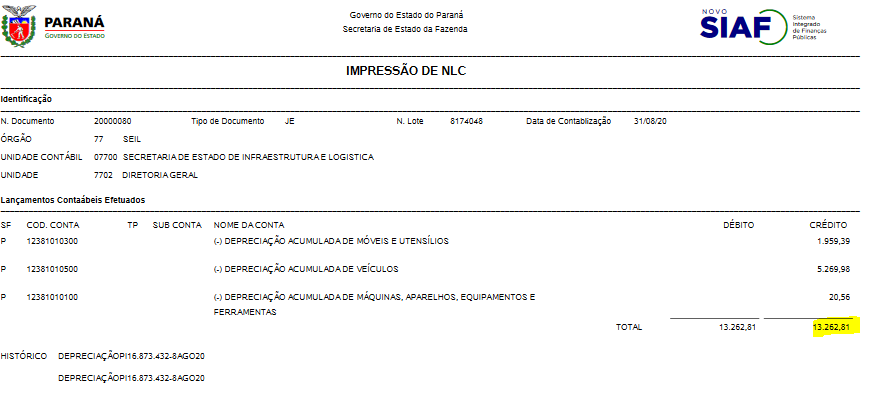 PARANÁ
GOVERNO DO ESTADO
Governo do Estado do Paraná
Secretaria de Estado da Fazenda
NOVO
SIAF
Sistema
Integrado
de Finanças
Públicas
IMPRESSÃO DE NLC
Identificação
N. Documento 20000080 Tipo de Documento JE N. Lote 8174048 Data de Contablização 31/08/20
ÓRGÃO 77 SEIL
UNIDADE CONTÁBIL 07700 SECRETARIA DE ESTADO DE INFRAESTRUTURA E LOGISTICA
UNIDADE 7702 DIRETORIA GERAL
Lançamentos Contaábeis Efetuados
SF COD. CONTA TP SUB CONTA NOME DA CONTA DÉBITO CRÉDITO
P 12381010300 (-) DEPRECIAÇÃO ACUMULADA DE MÓVEIS E UTENSÍLIOS 1.959,39
P 12381010500 (-) DEPRECIAÇÃO ACUMULADA DE VEÍCULOS 5.269,98
P 12381010100 (-) DEPRECIAÇÃO ACUMULADA DE MÁQUINAS, APARELHOS, EQUIPAMENTOS E 20,56
FERRAMENTAS
TOTAL 13.262,81 13.262,81
HISTÓRICO DEPRECIAÇÃOPI16.873.432-8AGO20
DEPRECIAÇÃOPI16.873.432-8AGO20